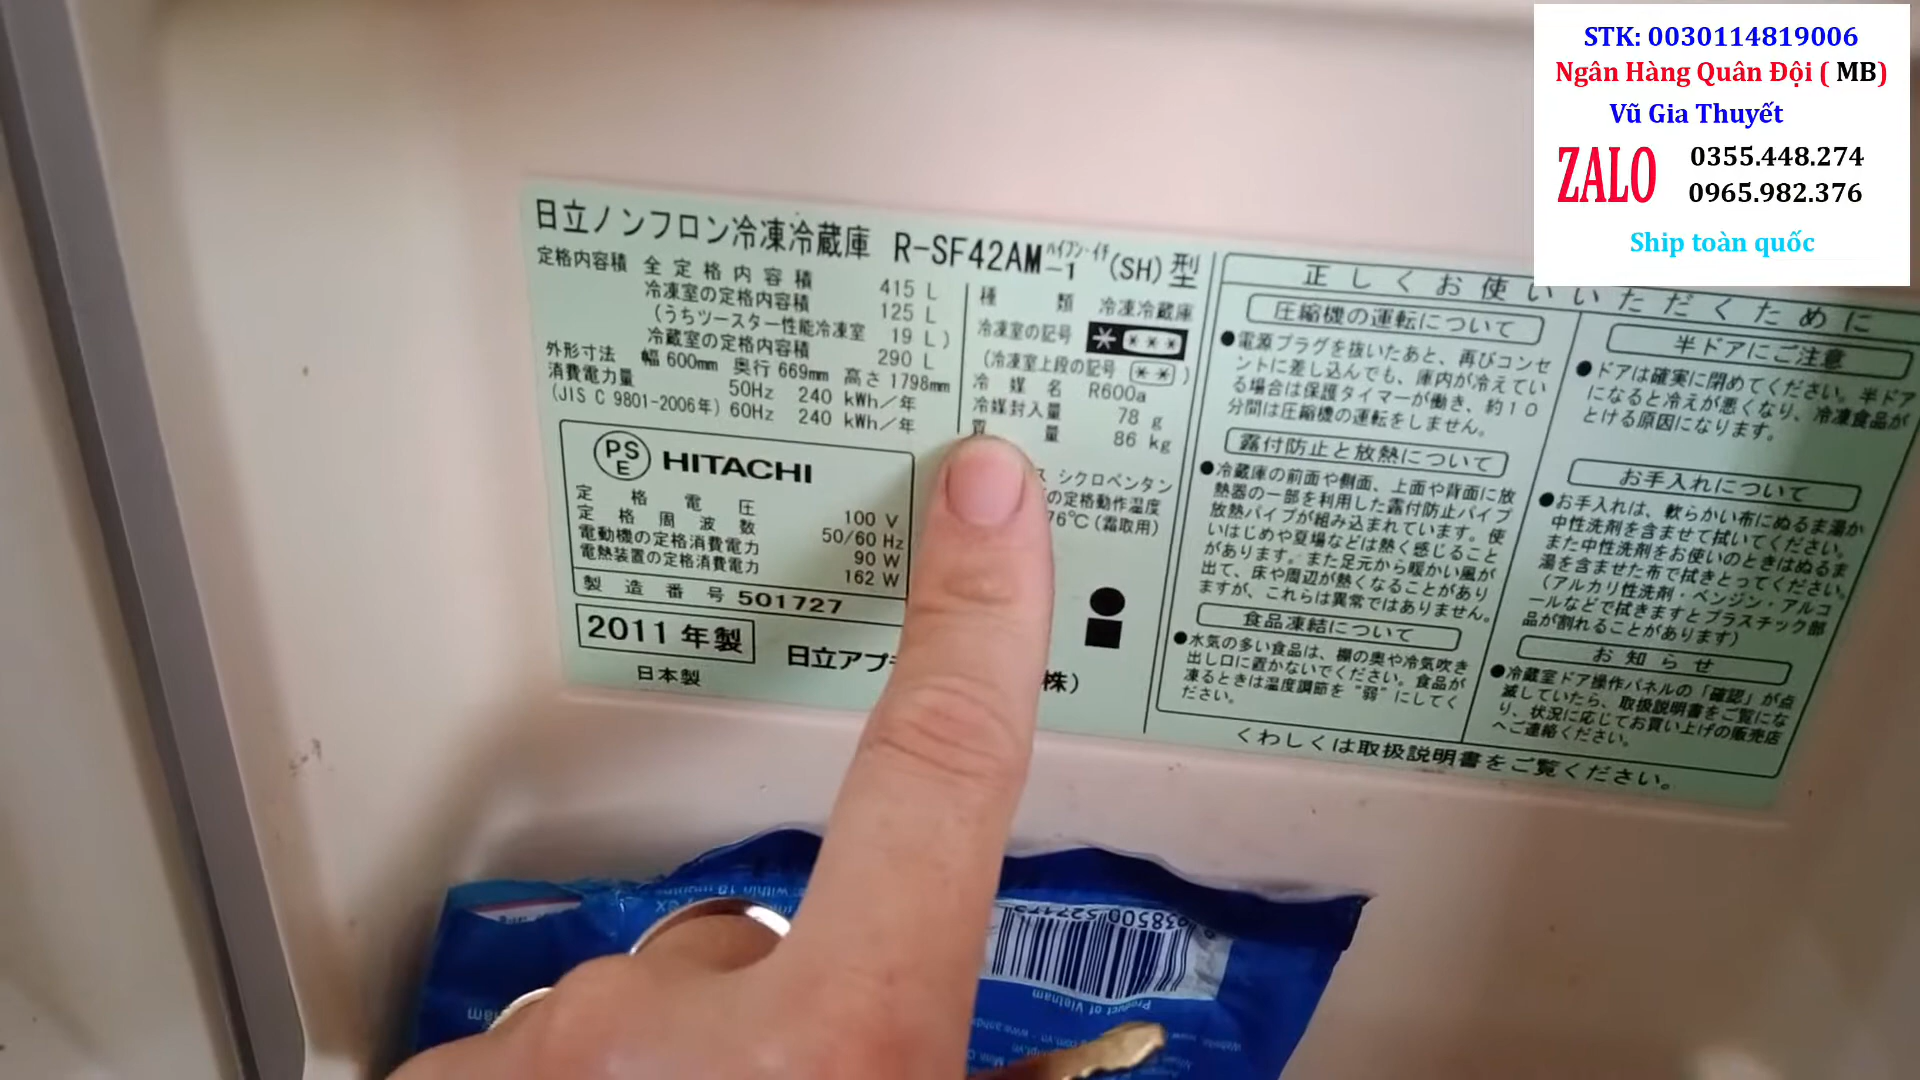 STK: 0030114819006
Ngân Hàng Quân Đội ( MB)
Vũ Gia Thuyết
ZALO 0355.448.274
0965.982.376
Ship toàn quốc
日立ノンフロン冷凍冷蔵庫 R-SF42AM-1 ハイフン・イチ (SH) 型
定格内容積 全定格内容積 415 L
冷凍室の定格内容積 125 L
(うちツースター性能冷凍室 19 L)
冷蔵室の定格内容積 290 L
外形寸法 幅 600mm 奥行 669mm 高さ 1798mm
消費電力量 50Hz 240 kWh/年
(JIS C 9801-2006年) 60Hz 240 kWh/年
種類 冷凍冷蔵庫
冷凍室の記号 * ***
(冷凍室上段の記号 **)
冷媒名 R600a
冷媒封入量 78 g
質量 86 kg
ス シクロペンタン
の定格動作温度
76℃(霜取用)
PS
E
HITACHI
定格電圧 100 V
定格周波数 50/60 Hz
電動機の定格消費電力 90 W
電熱装置の定格消費電力 162 W
製造番号 501727
2011年製
日立アプ
株)
日本製
正しくお使いいただくために
圧縮機の運転について
●電源プラグを抜いたあと、再びコンセ
ントに差し込んでも、庫内が冷えてい
る場合は保護タイマーが働き、約10
分間は圧縮機の運転をしません。
露付防止と放熱について
●冷蔵庫の前面や側面、上面や背面に放
熱器の一部を利用した露付防止パイプ
放熱パイプが組み込まれています。使
いはじめや夏場などは熱く感じること
があります。また足元から暖かい風が
出て、床や周辺が熱くなることがあり
ますが、これらは異常ではありません。
食品凍結について
●水気の多い食品は、棚の奥や冷気吹き
出し口に置かないでください。食品が
凍るときは温度調節を"弱"にしてく
ださい。
半ドアにご注意
●ドアは確実に閉めてください。半ドア
になると冷えが悪くなり、冷凍食品が
とける原因になります。
お手入れについて
●お手入れは、軟らかい布にぬるま湯か
中性洗剤を含ませて拭いてください。
また中性洗剤をお使いのときはぬるま
湯を含ませた布で拭きとってください。
(アルカリ性洗剤・ベンジン・アルコ
ールなどで拭きますとプラスチック部
品が割れることがあります)
お知らせ
●冷蔵室ドア操作パネルの「確認」が点
滅していたら、取扱説明書をご覧にな
り、状況に応じてお買い上げの販売店
へご連絡ください。
くわしくは取扱説明書をご覧ください。
Product of Vietnam